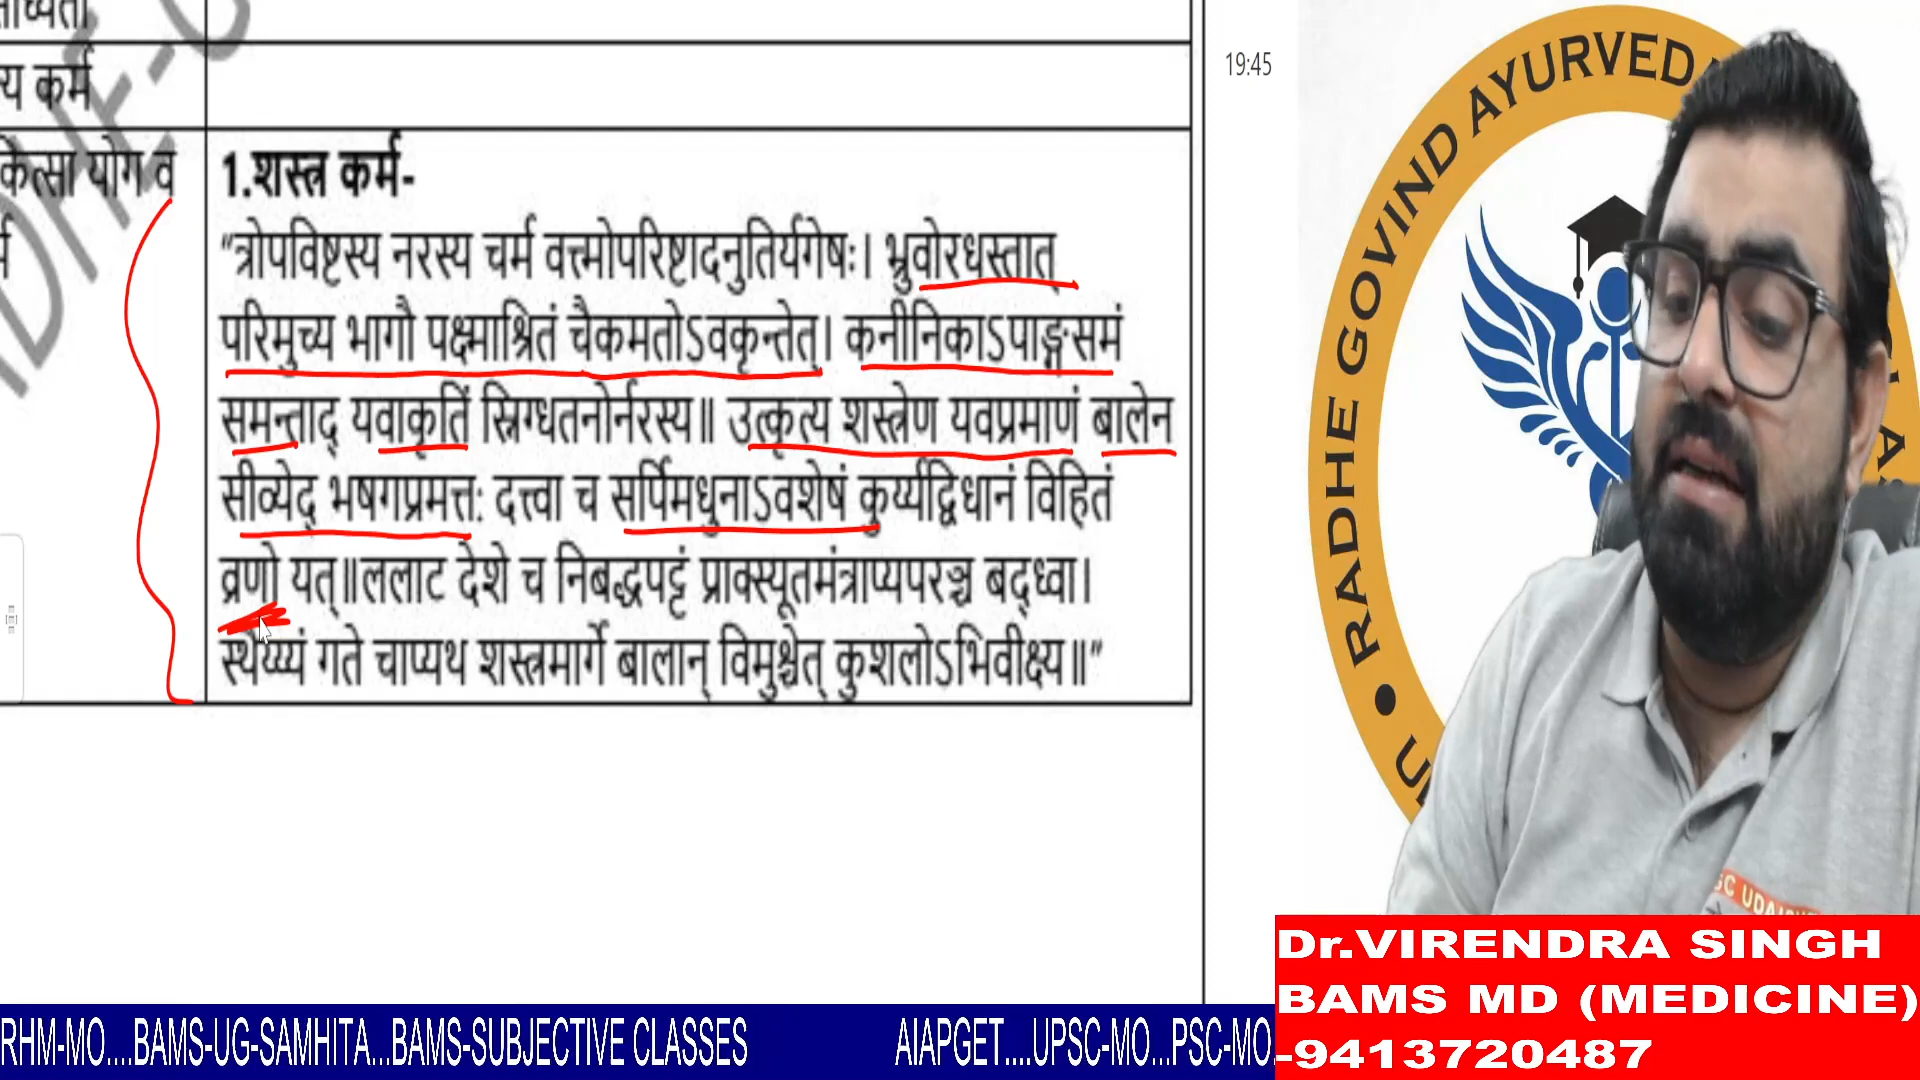 य कर्म
19:45
कित्सा योग व
1.शस्त्र कर्म-
“त्रोपविष्टस्य नरस्य चर्म वर्त्मोपरिष्टादनुतिर्यगेषः। भ्रुवोरधस्तात्
परिमुच्य भागौ पक्ष्माश्रितं चैकमतोऽवकृन्तेत्। कनीनिकाऽपाङ्गसमं
समन्ताद् यवाकृतिं स्निग्धतनोर्नरस्य॥ उत्कृत्य शस्त्रेण यवप्रमाणं बालेन
सीव्येद् भषगप्रमत्त: दत्त्वा च सर्पिमधुनाऽवशेषं कुर्य्यद्विधानं विहितं
व्रणो यत्॥ललाट देशे च निबद्धपट्टं प्राक्स्यूतमंत्राप्यपरञ्च बद्ध्वा।
स्थैर्य्यं गते चाप्यथ शस्त्रमार्गे बालान् विमुञ्चेत् कुशलोऽभिवीक्ष्य॥”
RADHE GOVIND AYURVED
Dr.VIRENDRA SINGH
BAMS MD (MEDICINE)
-9413720487
RHM-MO....BAMS-UG-SAMHITA...BAMS-SUBJECTIVE CLASSES AIAPGET....UPSC-MO...PSC-MO.